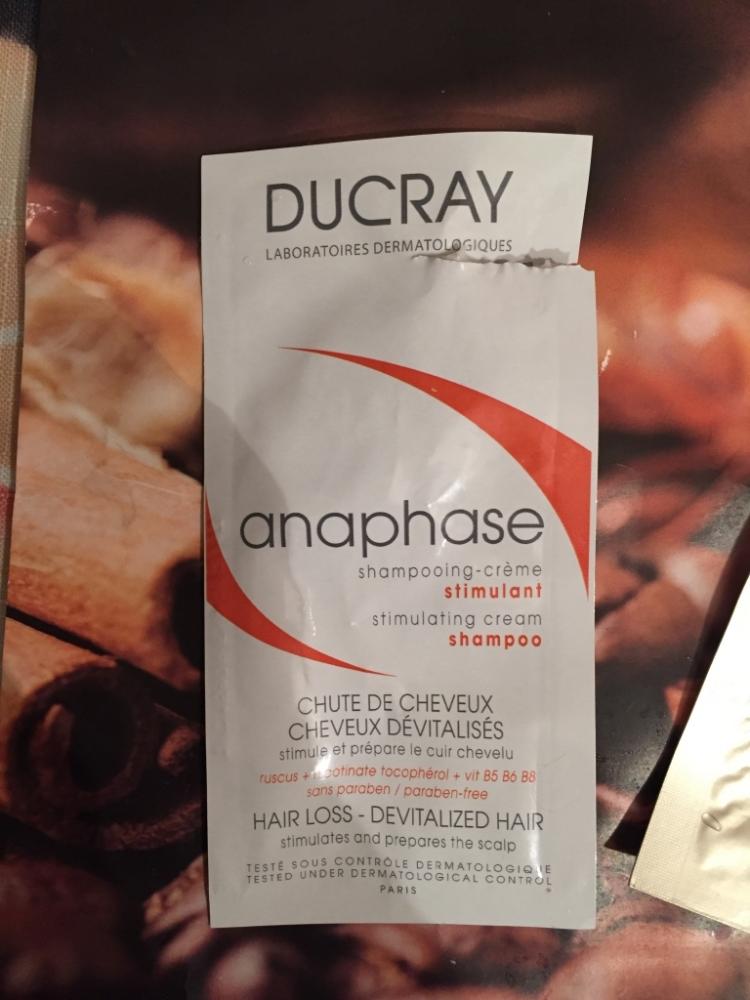 DUCRAY
LABORATOIRES DERMATOLOGIQUES
anaphase
shampooing-crème
stimulant
stimulating cream
shampoo
CHUTE DE CHEVEUX
CHEVEUX DÉVITALISÉS
stimule et prépare le cuir chevelu
ruscus + nicotinate tocophérol + vit B5 B6 B8
sans paraben / paraben-free
HAIR LOSS - DEVITALIZED HAIR
stimulates and prepares the scalp
TESTÉ SOUS CONTRÔLE DERMATOLOGIQUE
TESTED UNDER DERMATOLOGICAL CONTROL
PARIS